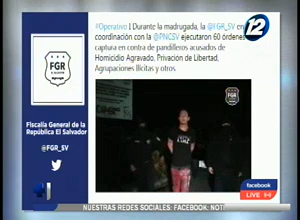 #Operativo | Durante la madrugada, la @FGR_SV en
coordinación con la @PNCSV ejecutaron 60 órdenes
captura en contra de pandilleros acusados de
Homicidio Agravado, Privación de Libertad,
Agrupaciones Ilícitas y otros
12
FGR
FGR
Fiscalía General de la
República El Salvador
@FGR_SV
facebook
LIVE
NUESTRAS REDES SOCIALES: FACEBOOK: NOT